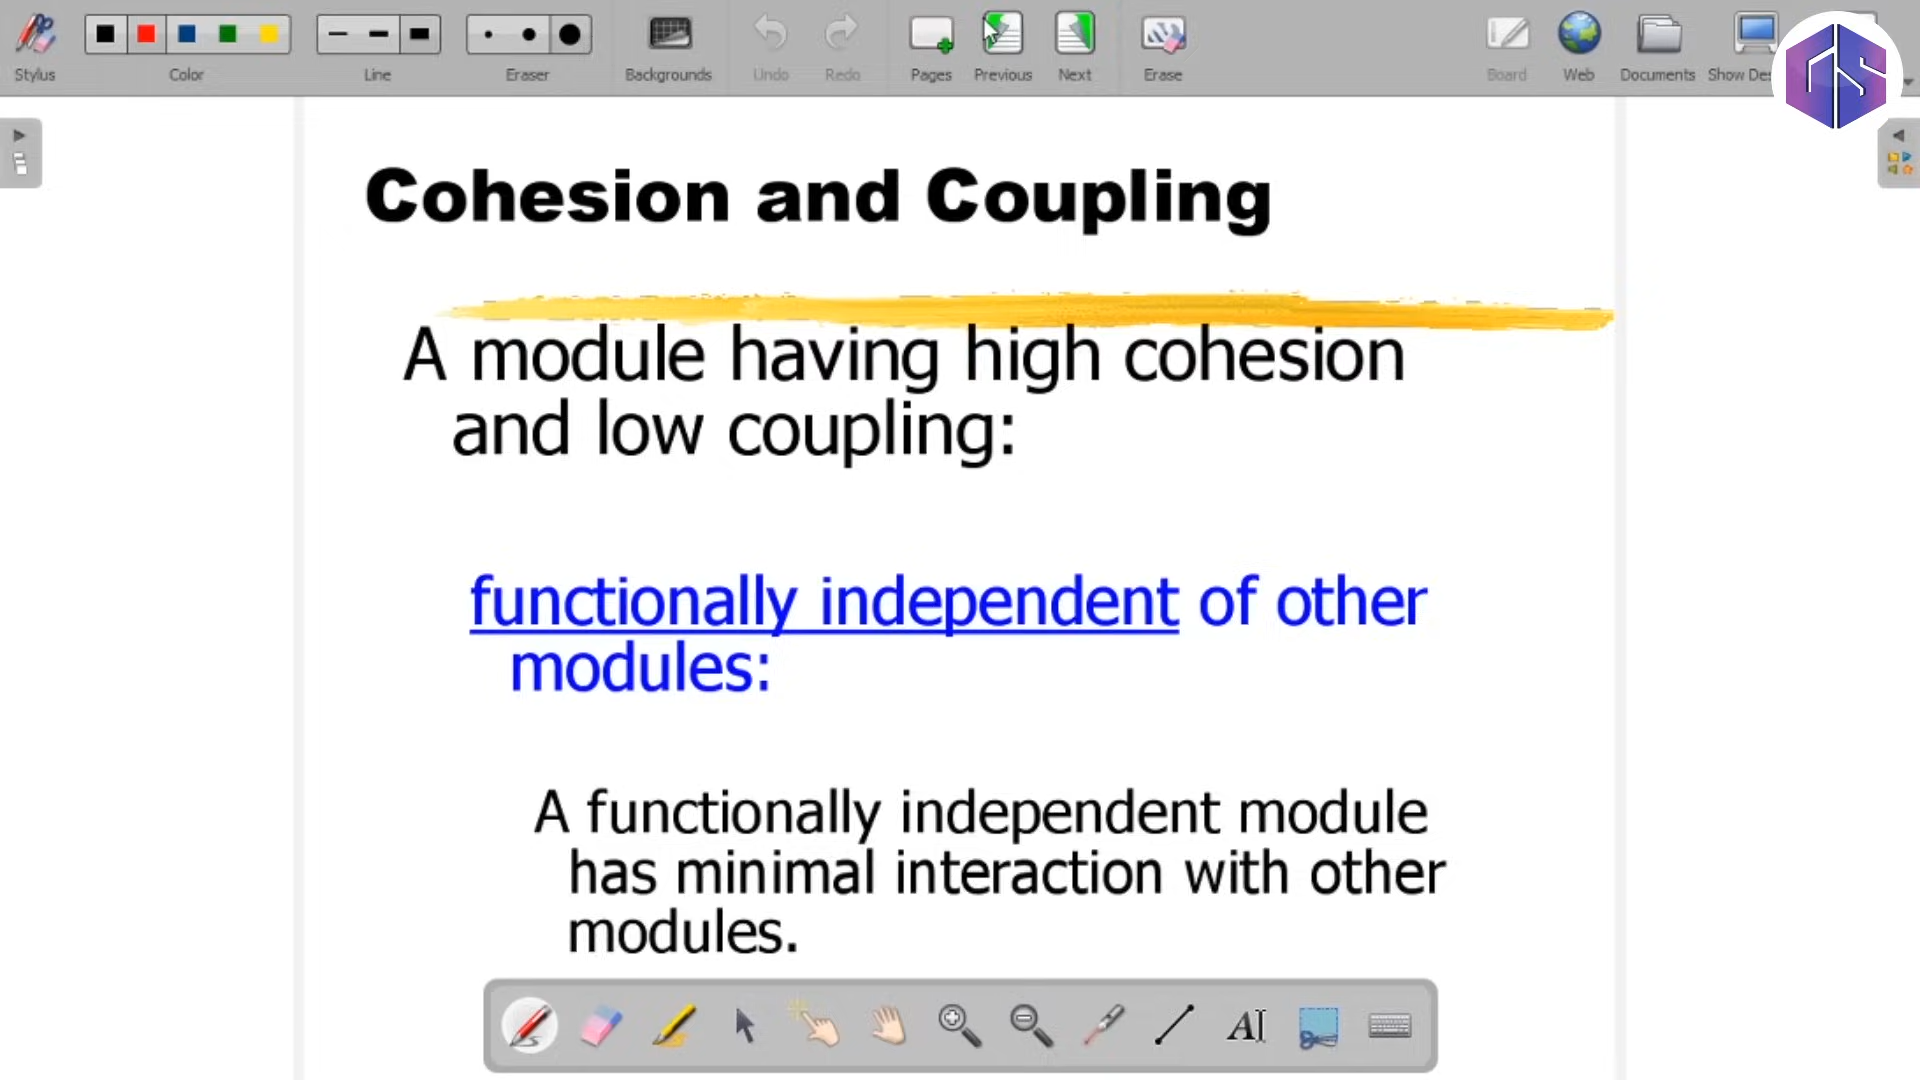 Stylus
Color
Line
Eraser
Backgrounds
Undo
Redo
Pages
Previous
Next
Erase
Board
Web
Documents
Show
Cohesion and Coupling
A module having high cohesion
and low coupling:
functionally independent of other
modules:
A functionally independent module
has minimal interaction with other
modules.